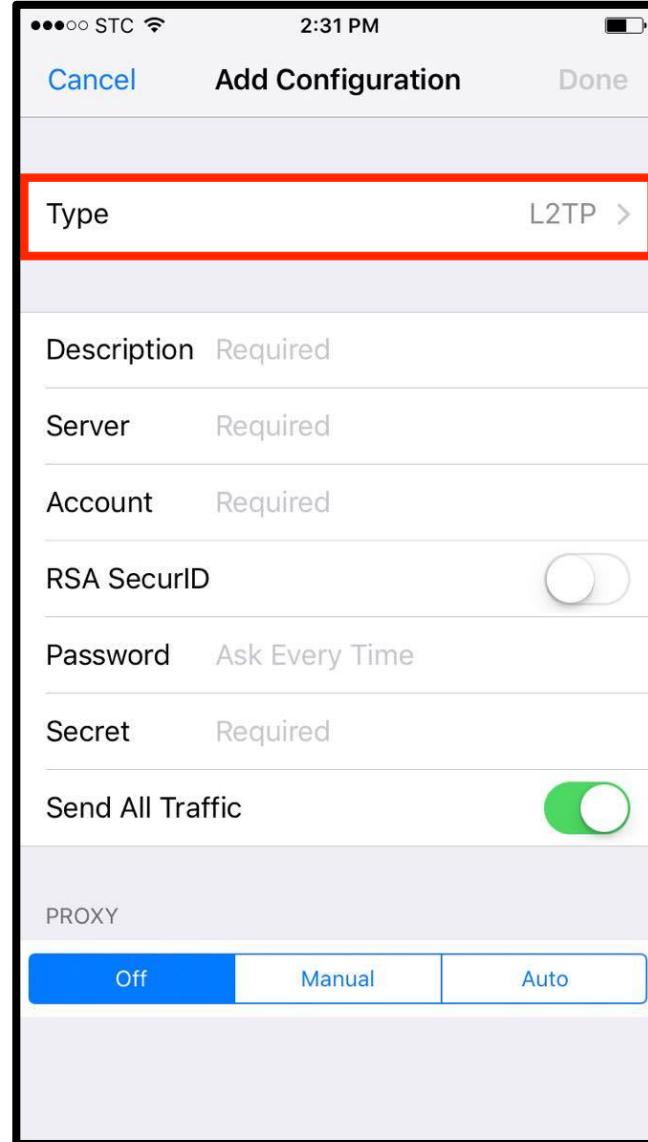 STC 2:31 PM
Cancel Add Configuration Done
Type L2TP >
Description Required
Server Required
Account Required
RSA SecurID
Password Ask Every Time
Secret Required
Send All Traffic
PROXY
Off Manual Auto